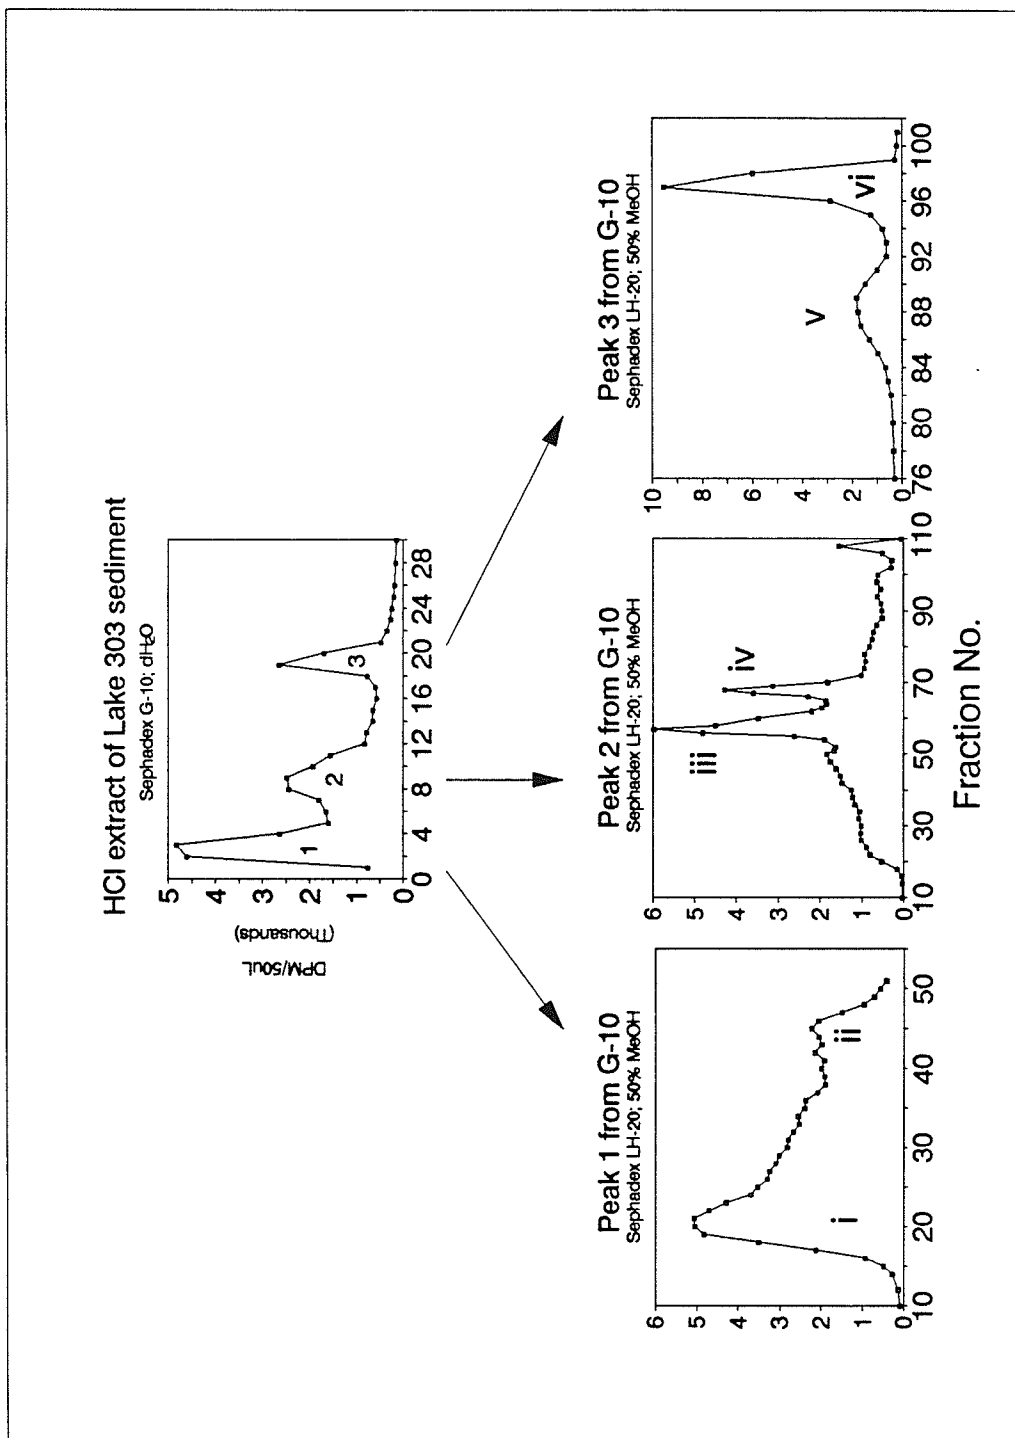 HCl extract of Lake 303 sediment
Sephadex G-10; dH₂O
DPM/50uL
(Thousands)
5
4
3
2
1
0
0 4 8 12 16 20 24 28
1
2
3
Peak 1 from G-10
Sephadex LH-20; 50% MeOH
6
5
4
3
2
1
0
10 20 30 40 50
i
ii
Peak 2 from G-10
Sephadex LH-20; 50% MeOH
6
5
4
3
2
1
0
10 30 50 70 90 110
iii
iv
Peak 3 from G-10
Sephadex LH-20; 50% MeOH
10
8
6
4
2
0
76 80 84 88 92 96 100
v
vi
Fraction No.